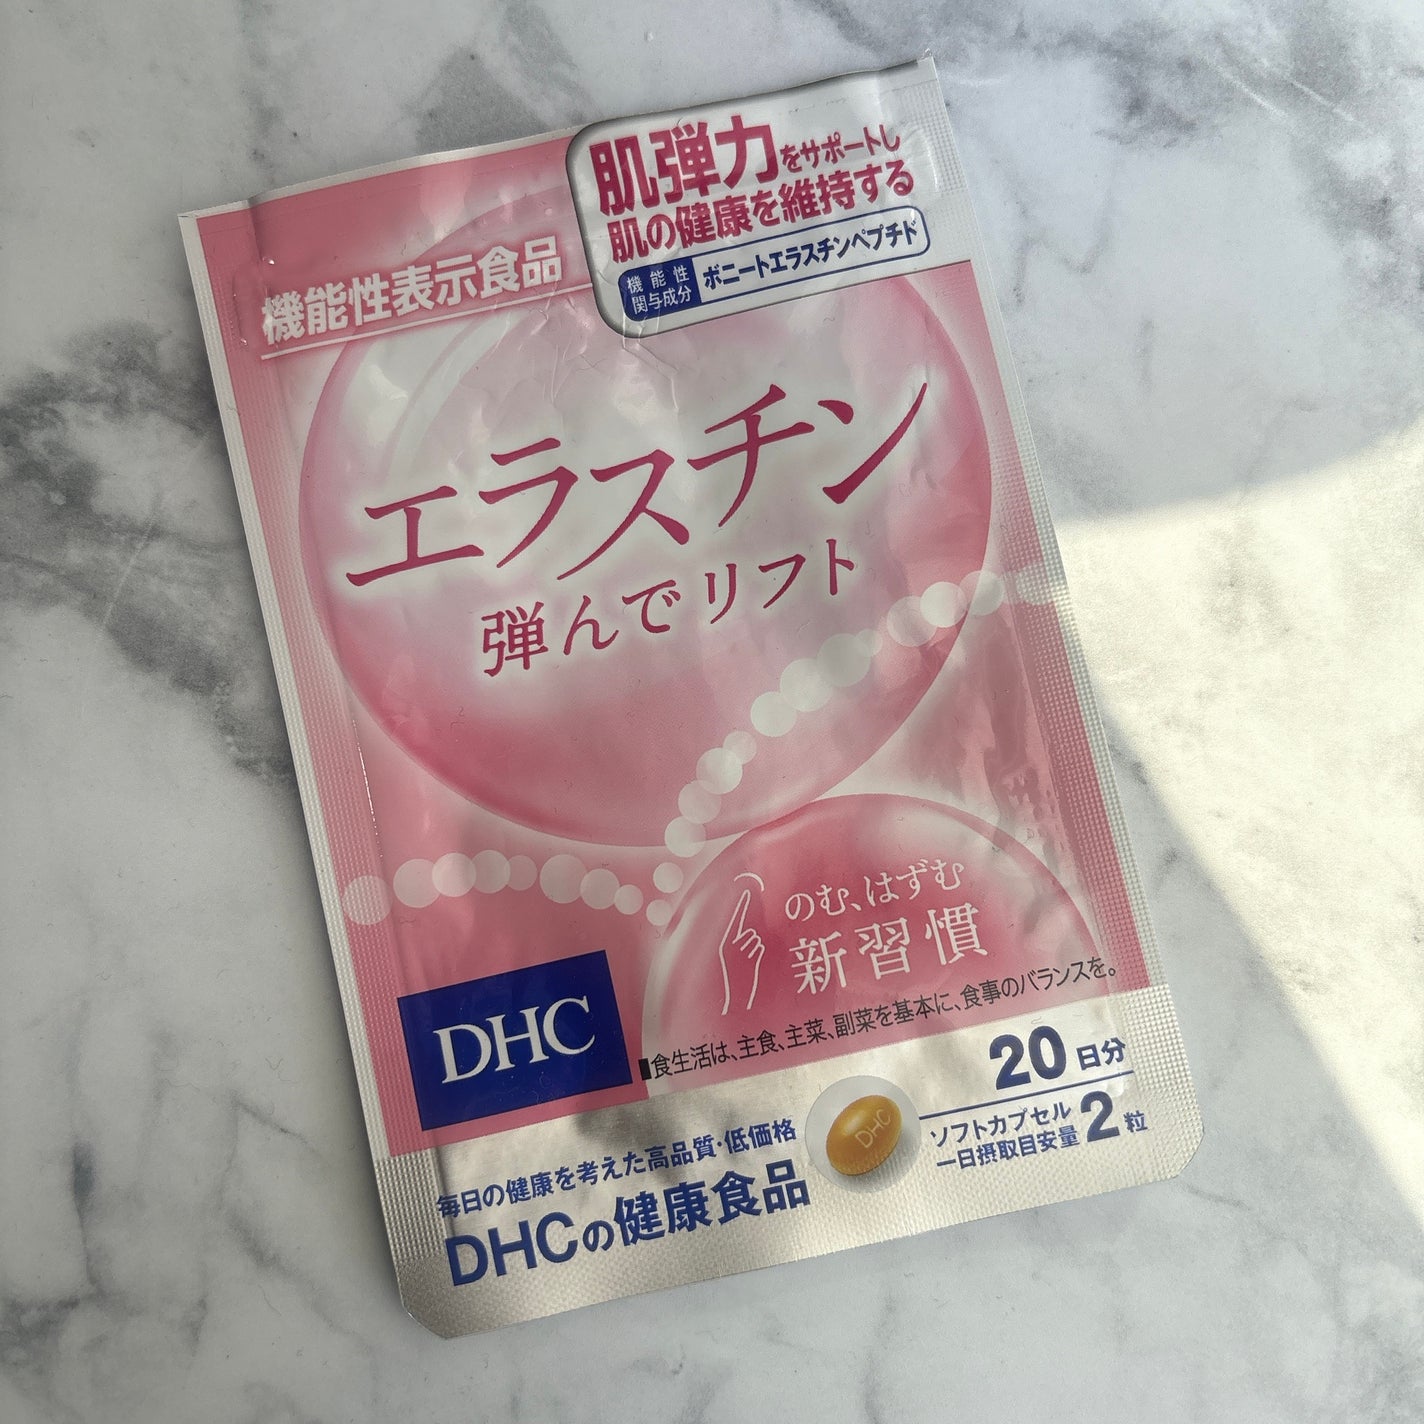 肌弾力をサポートし
肌の健康を維持する
機能性関与成分 ボニートエラスチンペプチド
機能性表示食品
エラスチン
弾んでリフト
のむ、はずむ
新習慣
DHC
食生活は、主食、主菜、副菜を基本に、食事のバランスを。
20日分
ソフトカプセル
一日摂取目安量2粒
DHC
毎日の健康を考えた高品質・低価格
DHCの健康食品